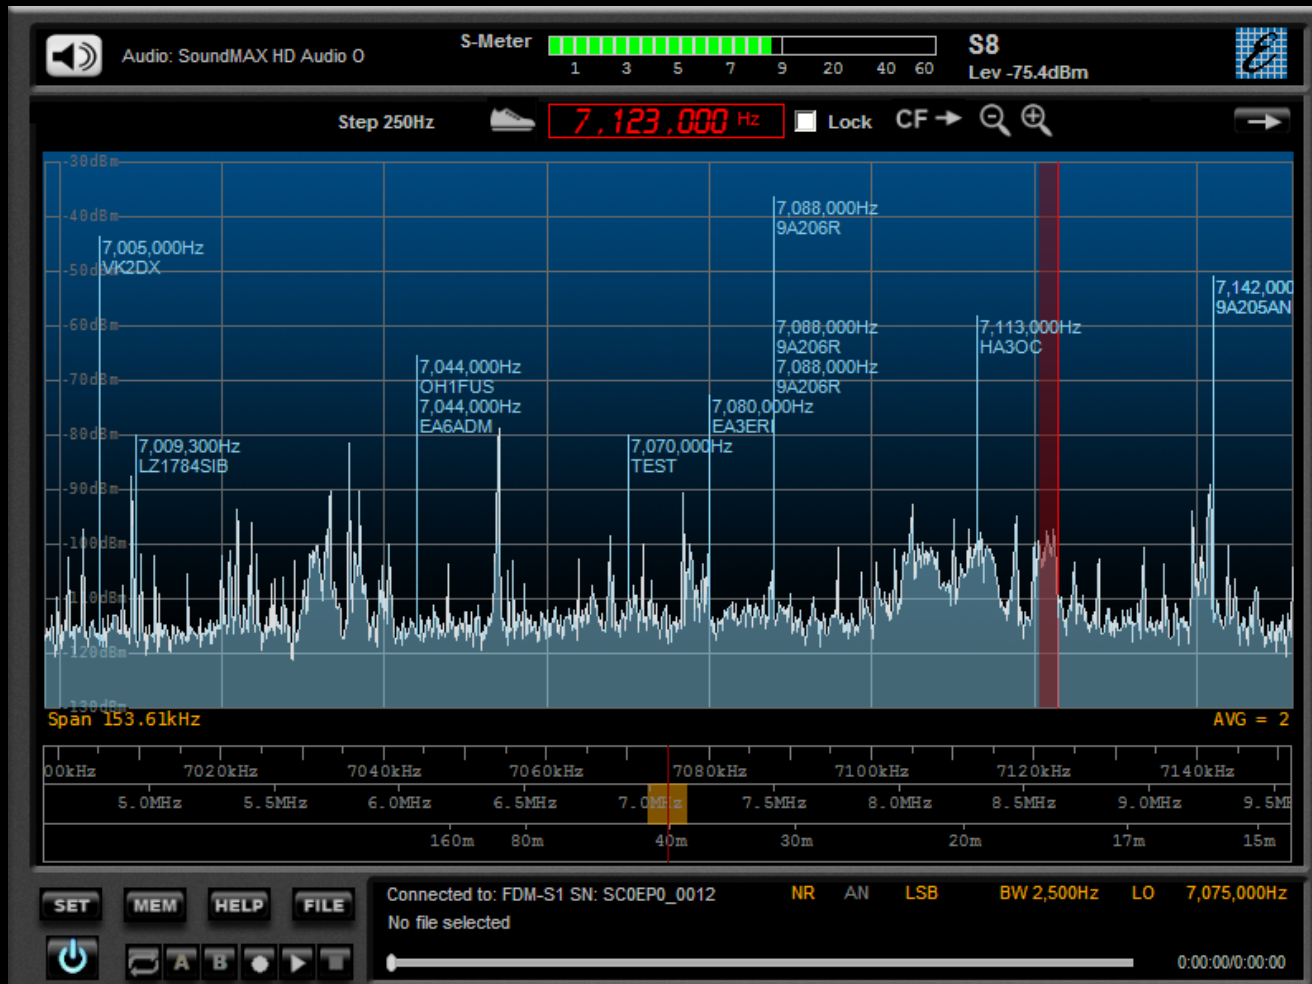 Audio: SoundMAX HD Audio O
S-Meter
1 3 5 7 9 20 40 60
S8
Lev -75.4dBm
Step 250Hz
7,123,000 Hz
Lock
CF
-30dBm
-40dBm
7,088,000Hz
9A206R
7,005,000Hz
VK2DX
-50dBm
7,142,000
9A205AN
-60dBm
7,088,000Hz
9A206R
7,113,000Hz
HA3OC
7,044,000Hz
OH1FUS
7,088,000Hz
9A206R
-70dBm
7,044,000Hz
EA6ADM
7,080,000Hz
EA3ERI
-80dBm
7,009,300Hz
LZ1784SIB
7,070,000Hz
TEST
-90dBm
-100dBm
-110dBm
-120dBm
-130dBm
Span 153.61kHz
AVG = 2
00kHz 7020kHz 7040kHz 7060kHz 7080kHz 7100kHz 7120kHz 7140kHz
5.0MHz 5.5MHz 6.0MHz 6.5MHz 7.0MHz 7.5MHz 8.0MHz 8.5MHz 9.0MHz 9.5M
160m 80m 40m 30m 20m 17m 15m
SET MEM HELP FILE
Connected to: FDM-S1 SN: SC0EP0_0012
NR AN LSB BW 2,500Hz LO 7,075,000Hz
No file selected
A B
0:00:00/0:00:00